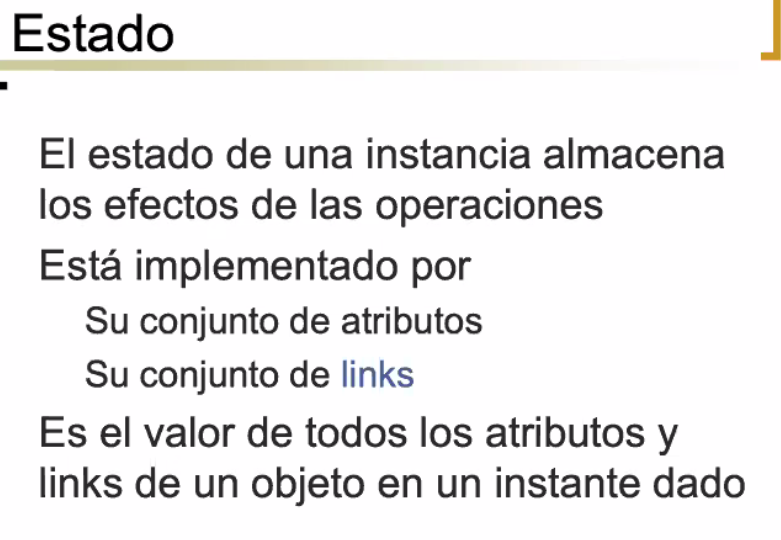 Estado
El estado de una instancia almacena
los efectos de las operaciones
Está implementado por
Su conjunto de atributos
Su conjunto de links
Es el valor de todos los atributos y
links de un objeto en un instante dado